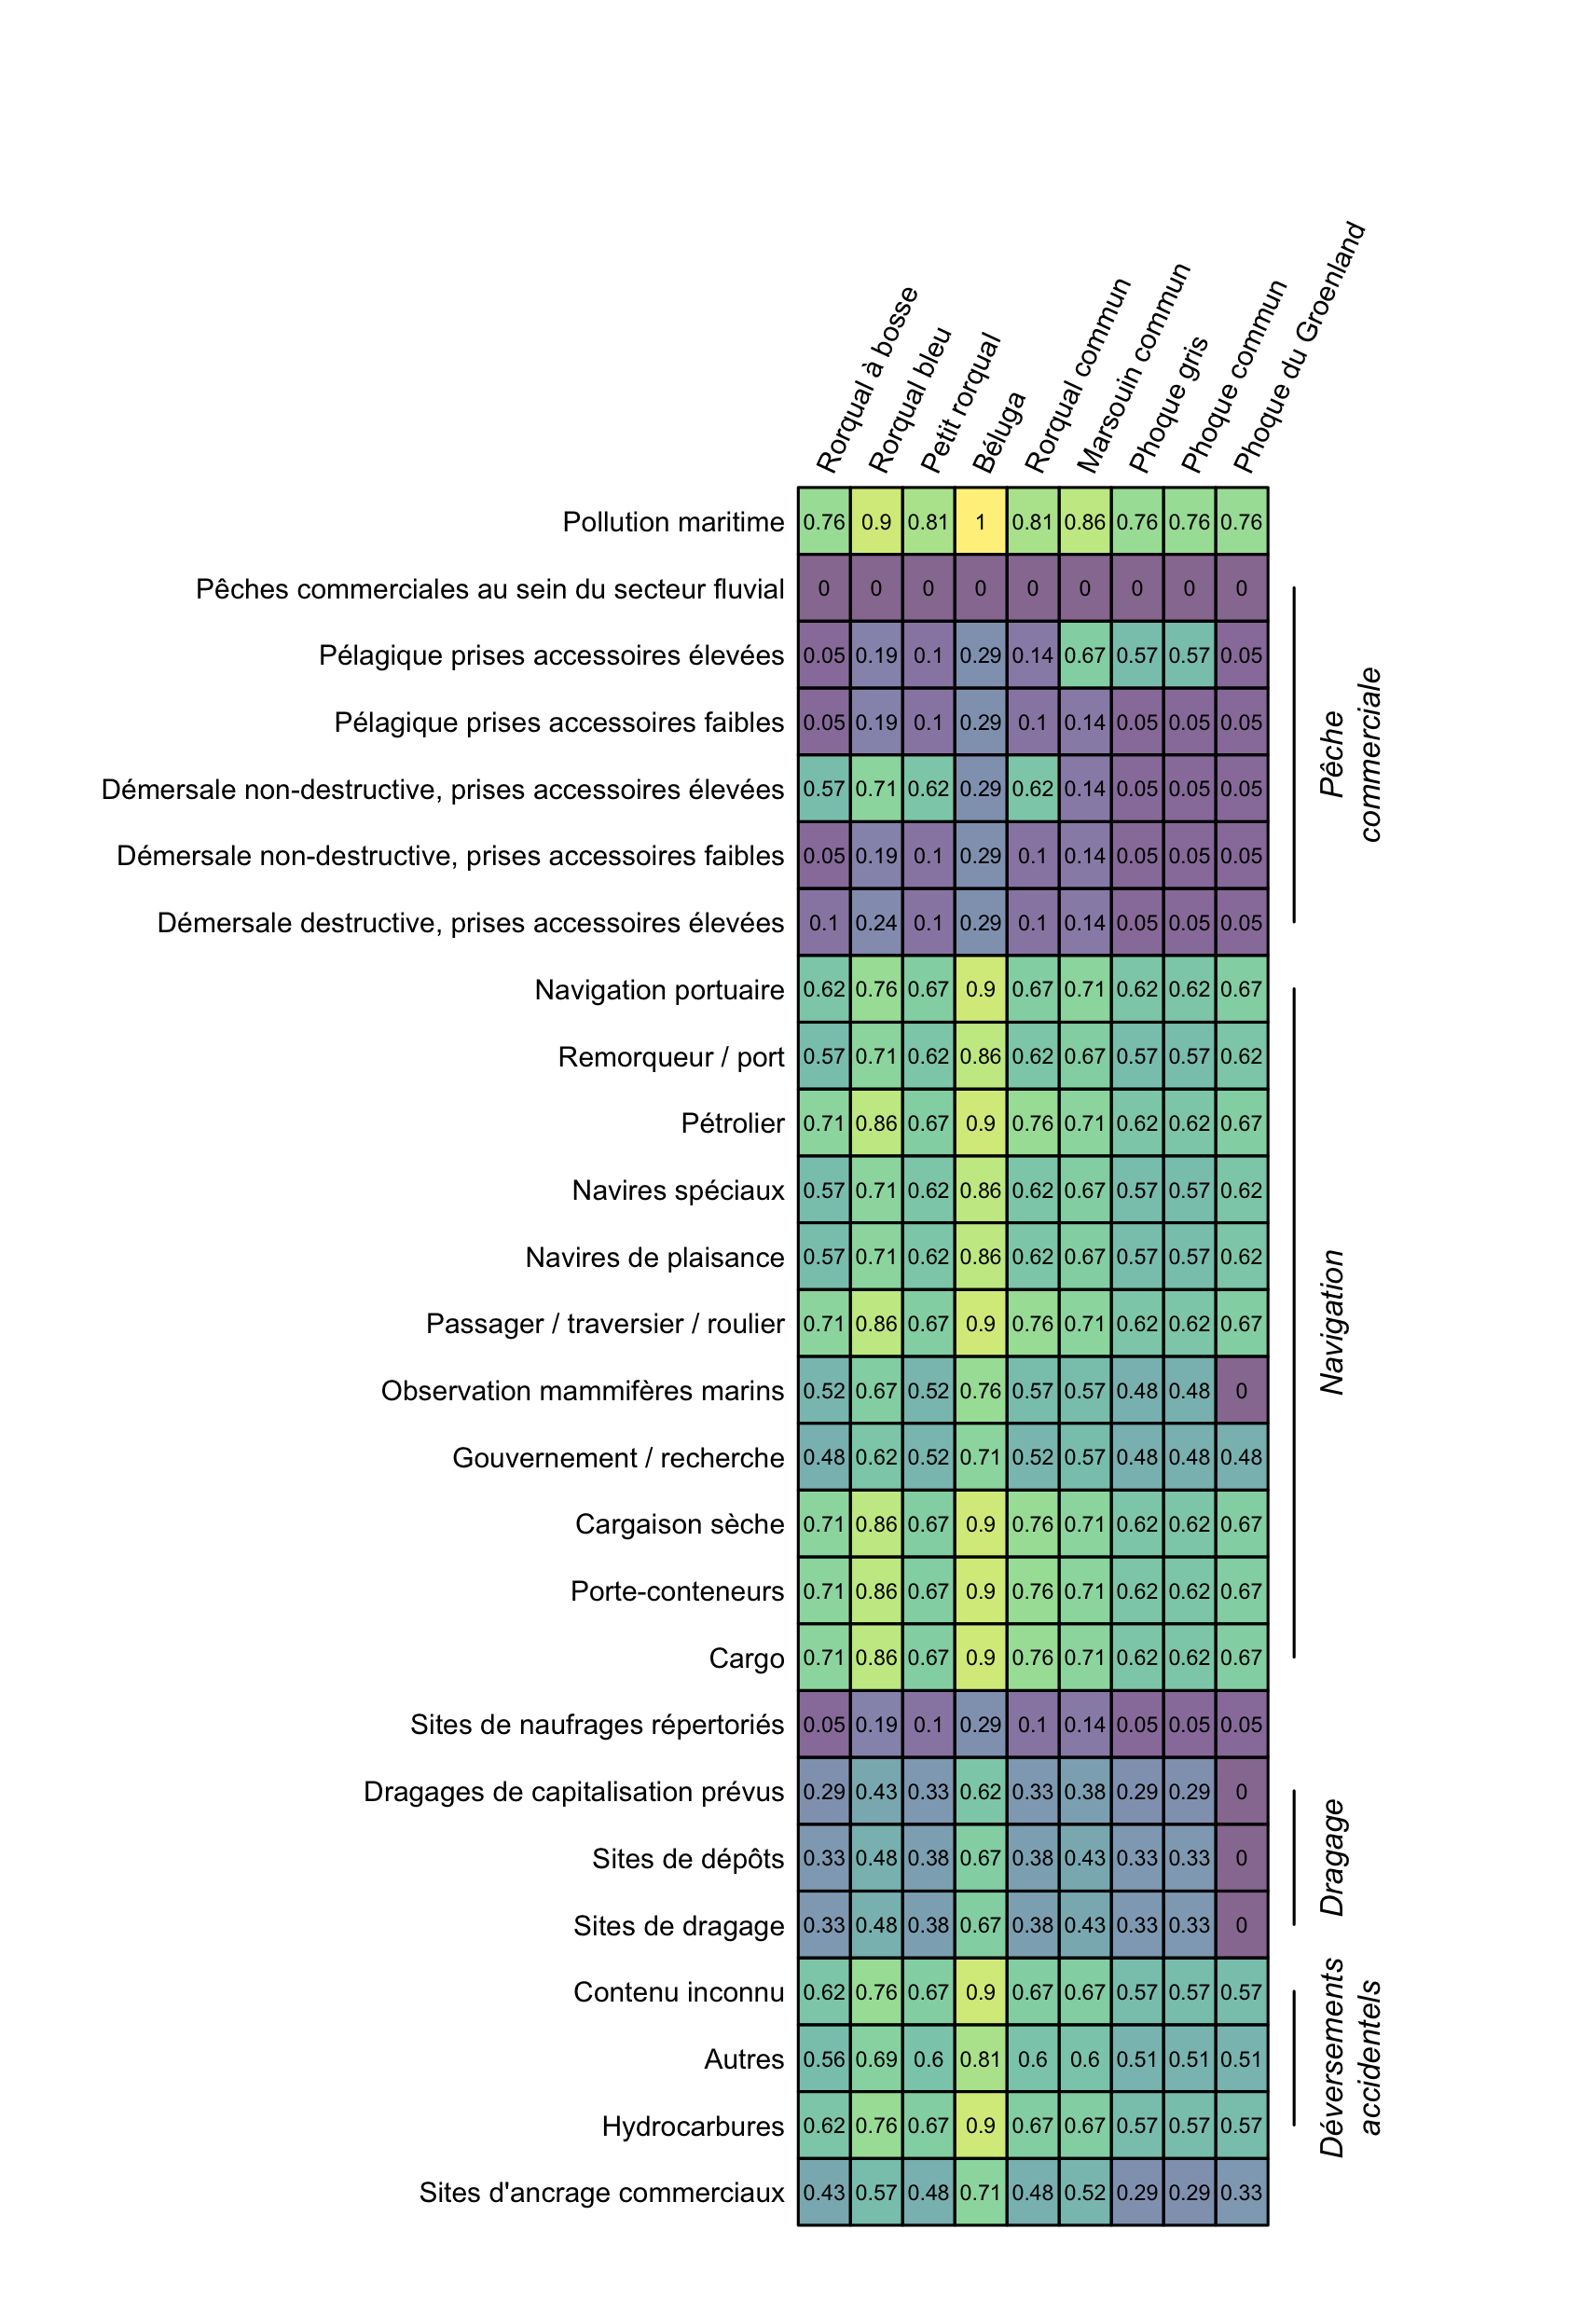 Rorqual à bosse
Rorqual bleu
Petit rorqual
Béluga
Rorqual commun
Marsouin commun
Phoque gris
Phoque commun
Phoque du Groenland
Pollution maritime 0.76 0.9 0.81 1 0.81 0.86 0.76 0.76 0.76
Pêches commerciales au sein du secteur fluvial 0 0 0 0 0 0 0 0 0
Pélagique prises accessoires élevées 0.05 0.19 0.1 0.29 0.14 0.67 0.57 0.57 0.05
Pélagique prises accessoires faibles 0.05 0.19 0.1 0.29 0.1 0.14 0.05 0.05 0.05
Démersale non-destructive, prises accessoires élevées 0.57 0.71 0.62 0.29 0.62 0.14 0.05 0.05 0.05
Démersale non-destructive, prises accessoires faibles 0.05 0.19 0.1 0.29 0.1 0.14 0.05 0.05 0.05
Démersale destructive, prises accessoires élevées 0.1 0.24 0.1 0.29 0.1 0.14 0.05 0.05 0.05
Pêche
commerciale
Navigation portuaire 0.62 0.76 0.67 0.9 0.67 0.71 0.62 0.62 0.67
Remorqueur / port 0.57 0.71 0.62 0.86 0.62 0.67 0.57 0.57 0.62
Pétrolier 0.71 0.86 0.67 0.9 0.76 0.71 0.62 0.62 0.67
Navires spéciaux 0.57 0.71 0.62 0.86 0.62 0.67 0.57 0.57 0.62
Navires de plaisance 0.57 0.71 0.62 0.86 0.62 0.67 0.57 0.57 0.62
Passager / traversier / roulier 0.71 0.86 0.67 0.9 0.76 0.71 0.62 0.62 0.67
Observation mammifères marins 0.52 0.67 0.52 0.76 0.57 0.57 0.48 0.48 0
Gouvernement / recherche 0.48 0.62 0.52 0.71 0.52 0.57 0.48 0.48 0.48
Cargaison sèche 0.71 0.86 0.67 0.9 0.76 0.71 0.62 0.62 0.67
Porte-conteneurs 0.71 0.86 0.67 0.9 0.76 0.71 0.62 0.62 0.67
Cargo 0.71 0.86 0.67 0.9 0.76 0.71 0.62 0.62 0.67
Navigation
Sites de naufrages répertoriés 0.05 0.19 0.1 0.29 0.1 0.14 0.05 0.05 0.05
Dragages de capitalisation prévus 0.29 0.43 0.33 0.62 0.33 0.38 0.29 0.29 0
Sites de dépôts 0.33 0.48 0.38 0.67 0.38 0.43 0.33 0.33 0
Sites de dragage 0.33 0.48 0.38 0.67 0.38 0.43 0.33 0.33 0
Dragage
Contenu inconnu 0.62 0.76 0.67 0.9 0.67 0.67 0.57 0.57 0.57
Autres 0.56 0.69 0.6 0.81 0.6 0.6 0.51 0.51 0.51
Hydrocarbures 0.62 0.76 0.67 0.9 0.67 0.67 0.57 0.57 0.57
Déversements
accidentels
Sites d'ancrage commerciaux 0.43 0.57 0.48 0.71 0.48 0.52 0.29 0.29 0.33